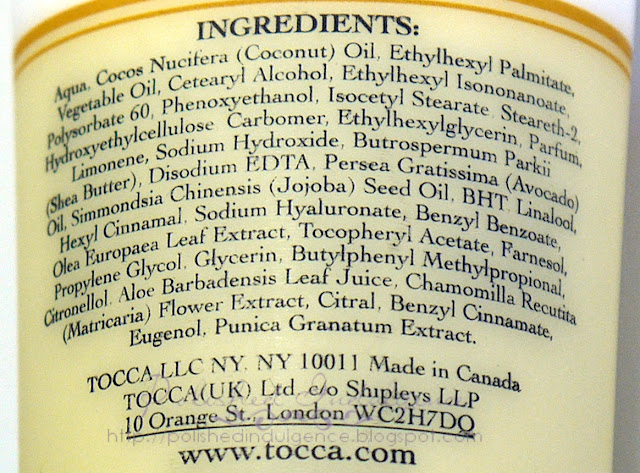 INGREDIENTS:
Aqua, Cocos Nucifera (Coconut) Oil, Ethylhexyl Palmitate,
Vegetable Oil, Cetearyl Alcohol, Ethylhexyl Isononanoate,
Polysorbate 60, Phenoxyethanol, Isocetyl Stearate, Steareth-2,
Hydroxyethylcellulose Carbomer, Ethylhexylglycerin, Parfum,
Limonene, Sodium Hydroxide, Butrospermum Parkii
(Shea Butter), Disodium EDTA, Persea Gratissima (Avocado)
Oil, Simmondsia Chinensis (Jojoba) Seed Oil, BHT, Linalool,
Hexyl Cinnamal, Sodium Hyaluronate, Benzyl Benzoate,
Olea Europaea Leaf Extract, Tocopheryl Acetate, Farnesol,
Propylene Glycol, Glycerin, Butylphenyl Methylpropional,
Citronellol, Aloe Barbadensis Leaf Juice, Chamomilla Recutita
(Matricaria) Flower Extract, Citral, Benzyl Cinnamate,
Eugenol, Punica Granatum Extract.
TOCCA LLC NY, NY 10011 Made in Canada
TOCCA(UK) Ltd. c/o Shipleys LLP
Polished Indulgence
10 Orange St., London WC2H7DQ
http://polishedindulgence.blogspot.com
www.tocca.com